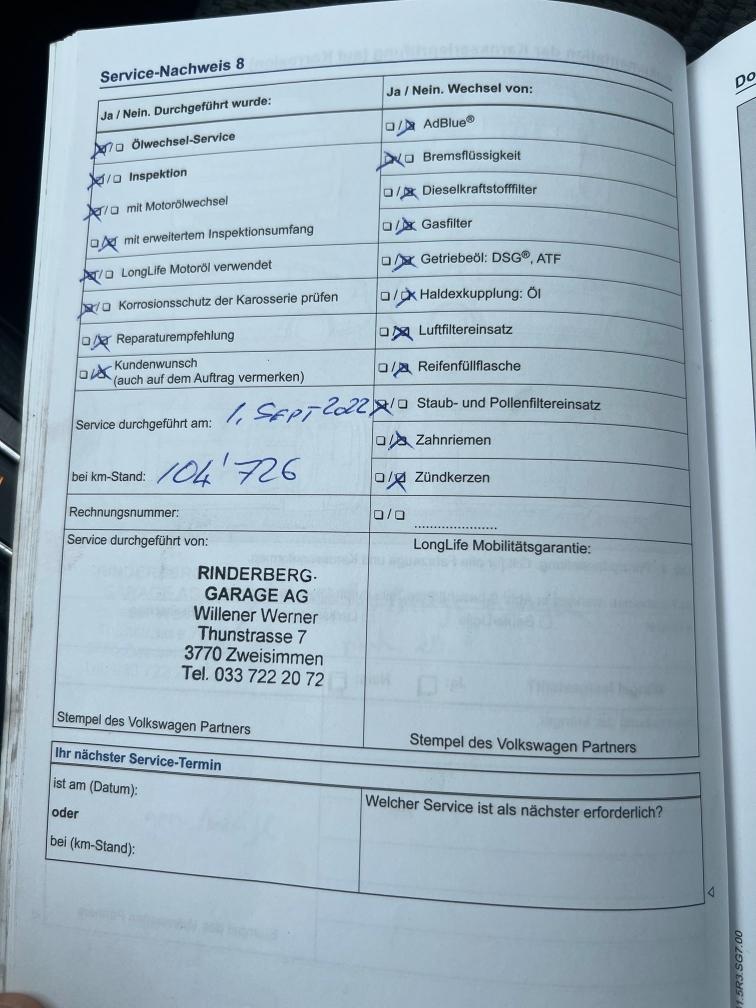 Service-Nachweis 8
Ja / Nein. Durchgeführt wurde:
Ölwechsel-Service
Inspektion
mit Motorölwechsel
mit erweitertem Inspektionsumfang
LongLife Motoröl verwendet
Korrosionsschutz der Karosserie prüfen
Reparaturempfehlung
Kundenwunsch
(auch auf dem Auftrag vermerken)
Service durchgeführt am: 1. SEPT-2022
bei km-Stand: 104'726
Rechnungsnummer:
Ja / Nein. Wechsel von:
AdBlue®
Bremsflüssigkeit
Dieselkraftstofffilter
Gasfilter
Getriebeöl: DSG®, ATF
Haldexkupplung: Öl
Luftfiltereinsatz
Reifenfüllflasche
Staub- und Pollenfiltereinsatz
Zahnriemen
Zündkerzen
Service durchgeführt von:
RINDERBERG-
GARAGE AG
Willener Werner
Thunstrasse 7
3770 Zweisimmen
Tel. 033 722 20 72
Stempel des Volkswagen Partners
LongLife Mobilitätsgarantie:
Stempel des Volkswagen Partners
Ihr nächster Service-Termin
ist am (Datum):
oder
bei (km-Stand):
Welcher Service ist als nächster erforderlich?
Do
5R3.SG7.00